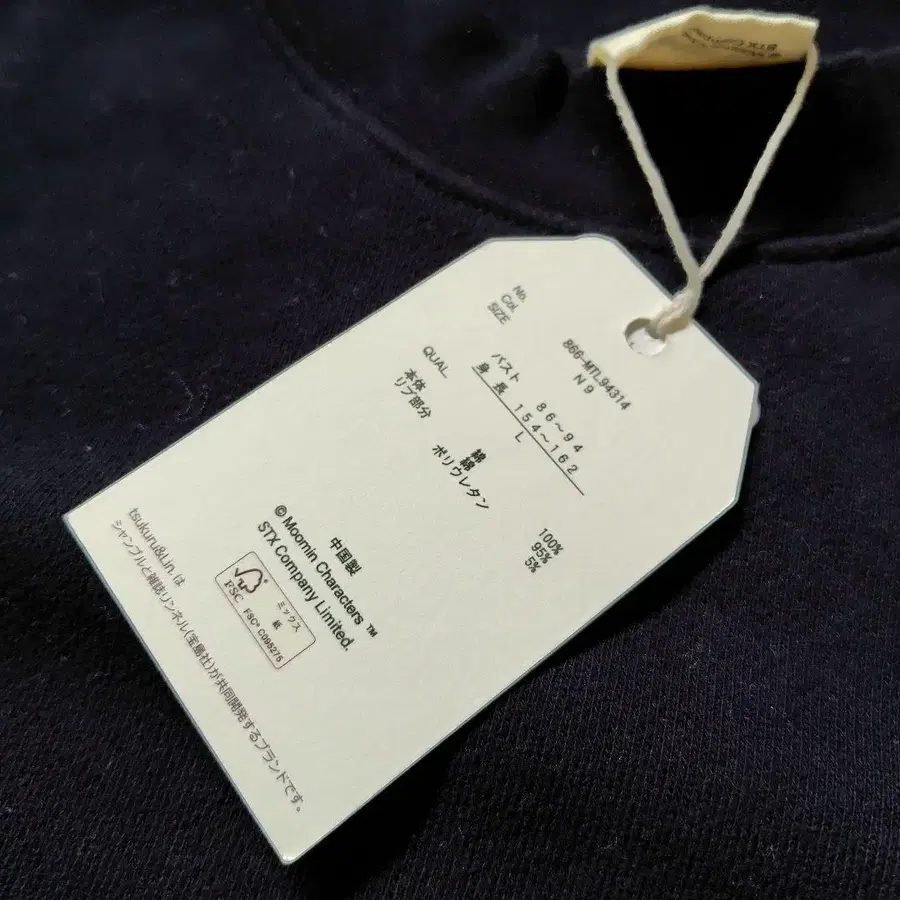 No. 866-MTL94314
Col. N 9
SIZE
バスト 86～94
身長 154～162
L
QUAL.
本体 綿 100%
リブ部分 綿 95%
ポリウレタン 5%
中国製
© Moomin Characters ™
STX Company Limited.
FSC
ミックス
紙
FSC® C095275
tsukuru&Lin. は
シャンブルと雑誌リンネル(宝島社)が共同開発するブランドです。